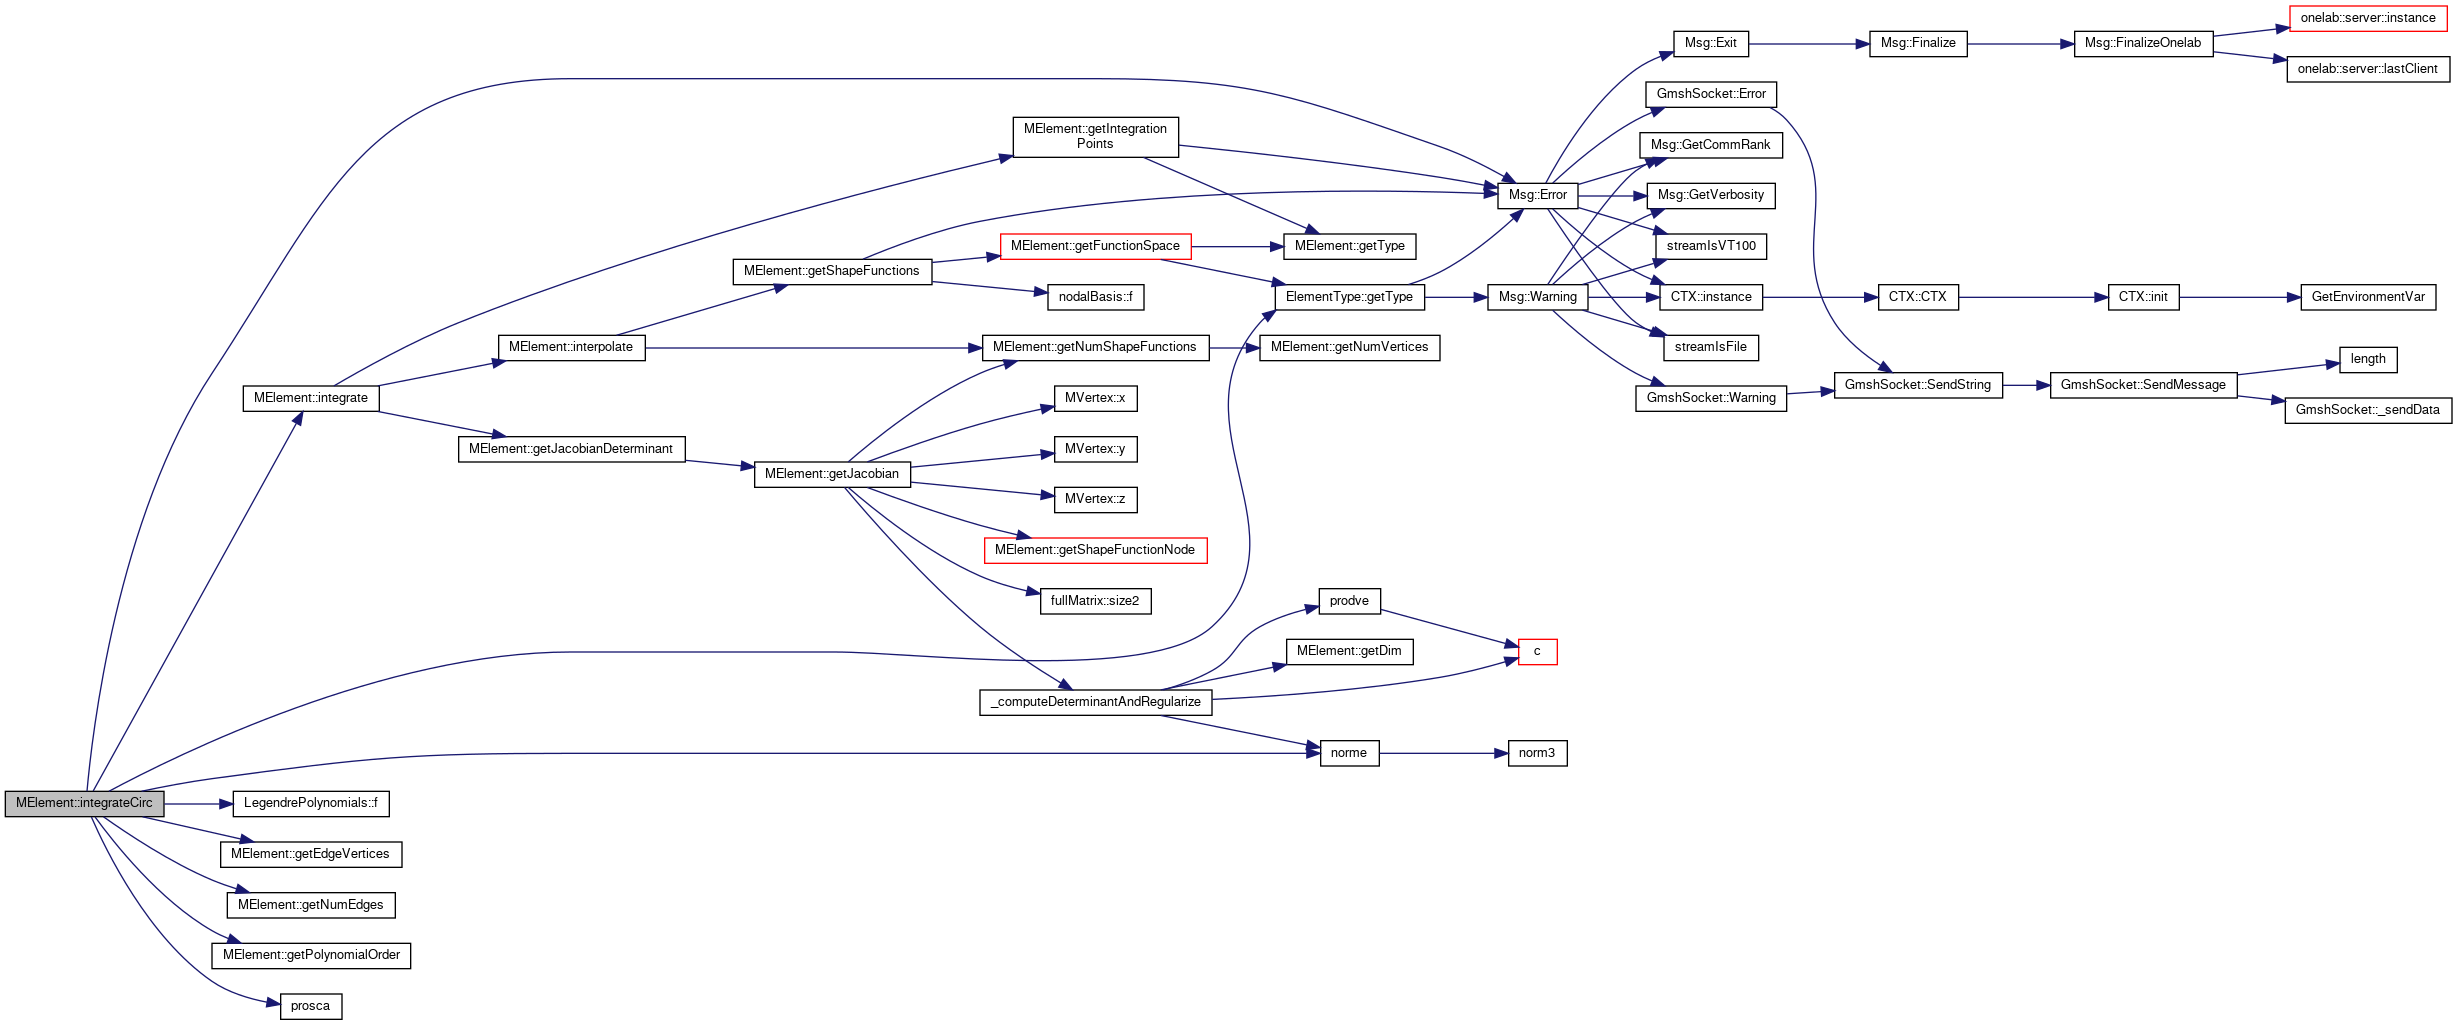 onelab::server::instance
Msg::Exit
Msg::Finalize
Msg::FinalizeOnelab
onelab::server::lastClient
GmshSocket::Error
MElement::getIntegration
Points
Msg::GetCommRank
Msg::Error
Msg::GetVerbosity
MElement::getFunctionSpace
MElement::getType
streamIsVT100
MElement::getShapeFunctions
nodalBasis::f
ElementType::getType
Msg::Warning
CTX::instance
CTX::CTX
CTX::init
GetEnvironmentVar
MElement::interpolate
MElement::getNumShapeFunctions
MElement::getNumVertices
streamIsFile
length
MElement::integrate
MVertex::x
GmshSocket::Warning
GmshSocket::SendString
GmshSocket::SendMessage
GmshSocket::_sendData
MElement::getJacobianDeterminant
MVertex::y
MElement::getJacobian
MVertex::z
MElement::getShapeFunctionNode
fullMatrix::size2
prodve
MElement::getDim
c
_computeDeterminantAndRegularize
norme
norm3
MElement::integrateCirc
LegendrePolynomials::f
MElement::getEdgeVertices
MElement::getNumEdges
MElement::getPolynomialOrder
prosca